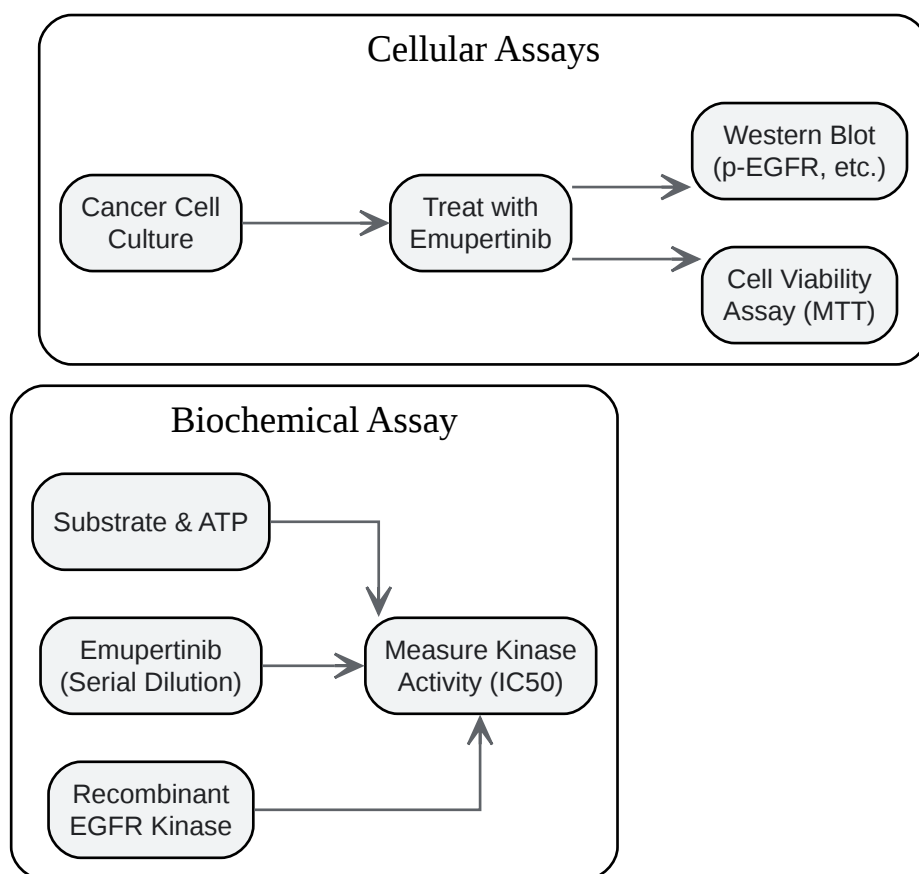 Cellular Assays
Cancer Cell
Culture
Treat with
Emupertinib
Western Blot
(p-EGFR, etc.)
Cell Viability
Assay (MTT)
Biochemical Assay
Substrate & ATP
Emupertinib
(Serial Dilution)
Recombinant
EGFR Kinase
Measure Kinase
Activity (IC50)